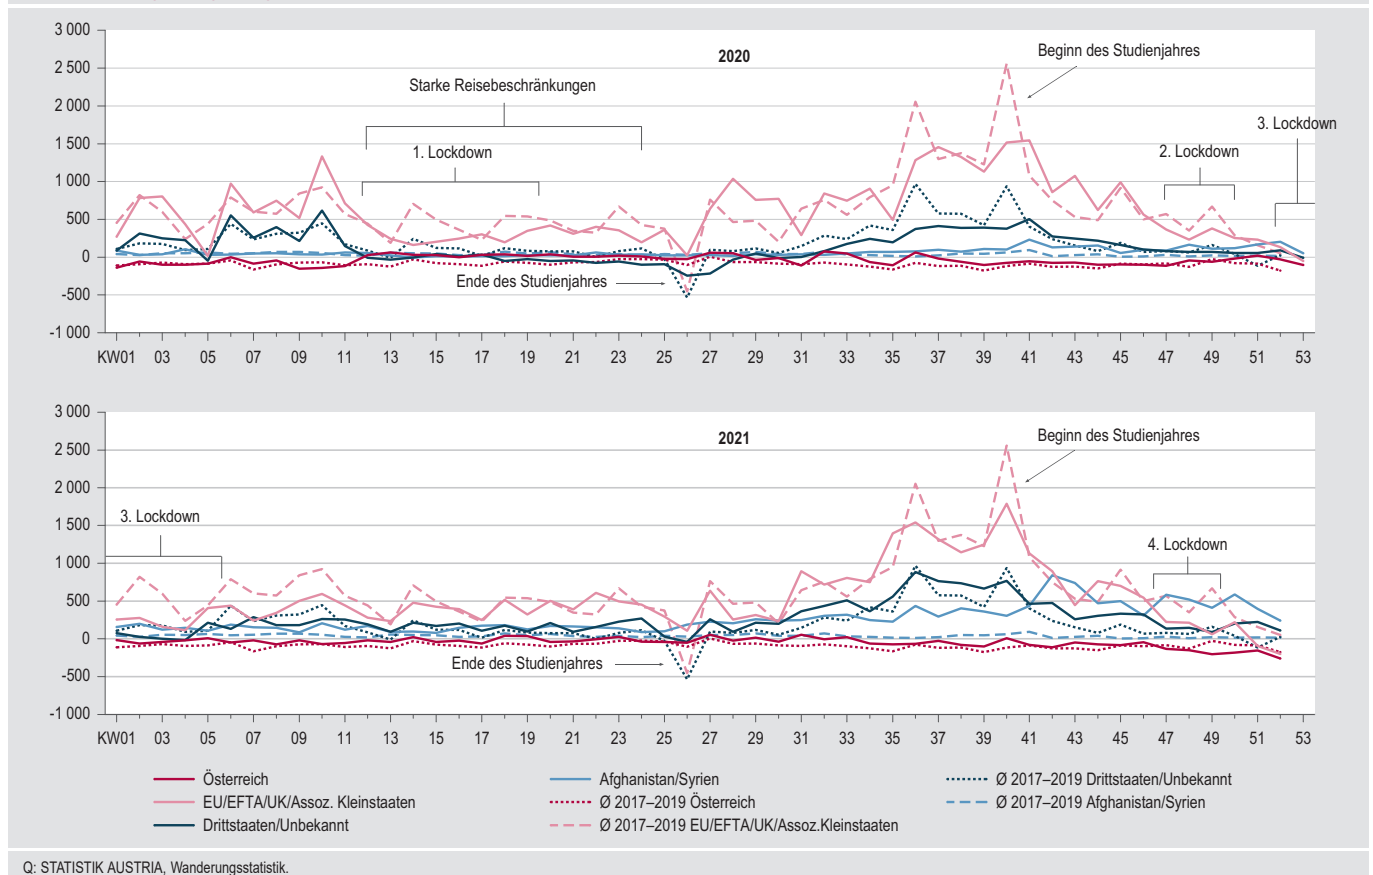 3 000
2 500
2 000
1 500
1 000
500
0
-500
-1 000
2020
Beginn des Studienjahres
Starke Reisebeschränkungen
1. Lockdown
2. Lockdown
3. Lockdown
Ende des Studienjahres
KW01 03 05 07 09 11 13 15 17 19 21 23 25 27 29 31 33 35 37 39 41 43 45 47 49 51 53
3 000
2 500
2 000
1 500
1 000
500
0
-500
-1 000
2021
Beginn des Studienjahres
3. Lockdown
4. Lockdown
Ende des Studienjahres
KW01 03 05 07 09 11 13 15 17 19 21 23 25 27 29 31 33 35 37 39 41 43 45 47 49 51 53
Österreich
EU/EFTA/UK/Assoz. Kleinstaaten
Drittstaaten/Unbekannt
Afghanistan/Syrien
Ø 2017–2019 Österreich
Ø 2017–2019 EU/EFTA/UK/Assoz.Kleinstaaten
Ø 2017–2019 Drittstaaten/Unbekannt
Ø 2017–2019 Afghanistan/Syrien
Q: STATISTIK AUSTRIA, Wanderungsstatistik.